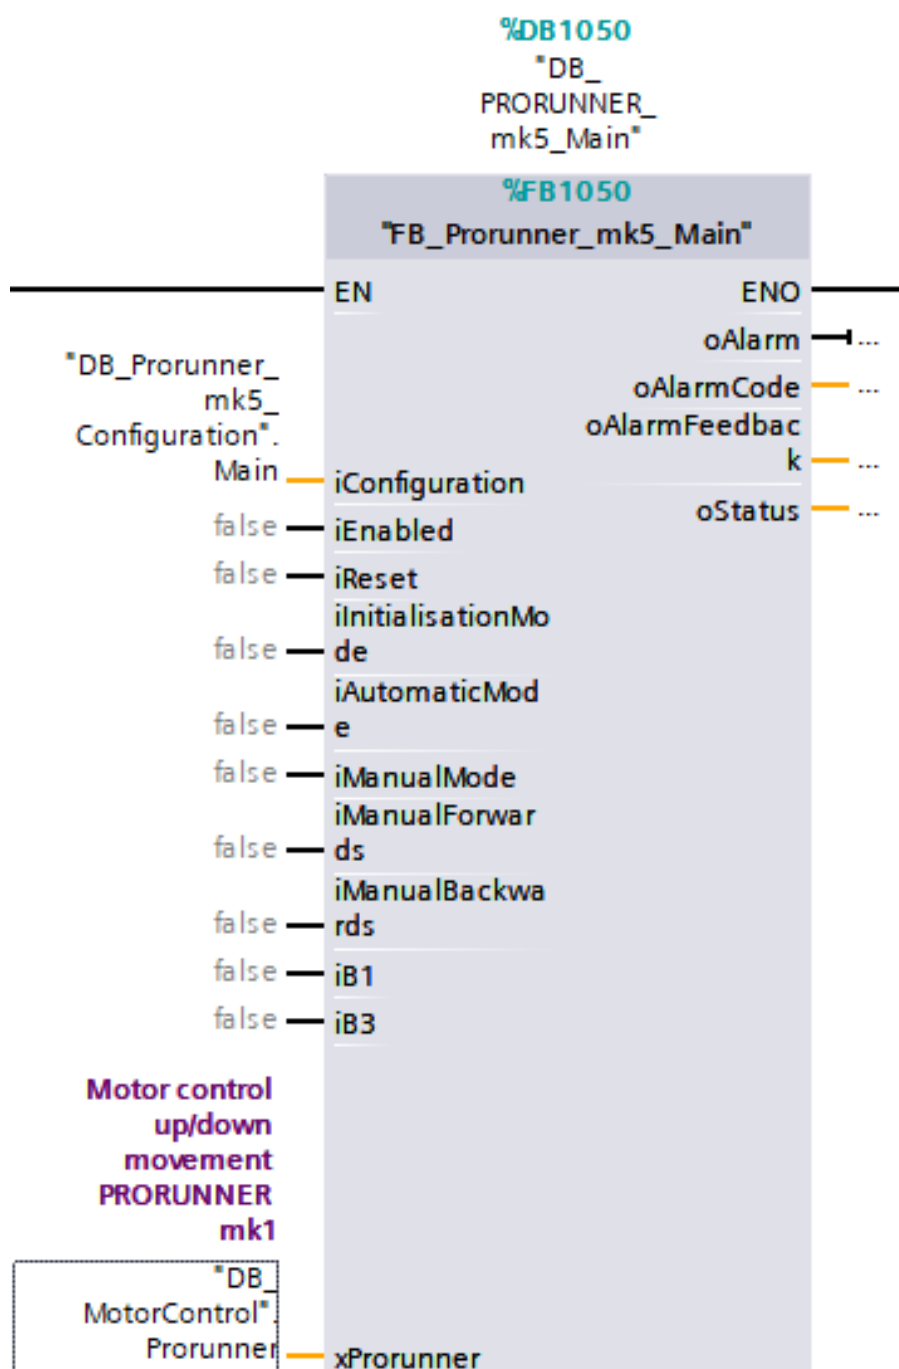 %DB1050
"DB_
PRORUNNER_
mk5_Main"
%FB1050
"FB_Prorunner_mk5_Main"
EN
ENO
oAlarm
...
oAlarmCode
...
oAlarmFeedbac
k
...
oStatus
...
"DB_Prorunner_
mk5_
Configuration".
Main
iConfiguration
false
iEnabled
false
iReset
iInitialisationMo
false
de
iAutomaticMod
false
e
false
iManualMode
iManualForwar
false
ds
iManualBackwa
false
rds
false
iB1
false
iB3
Motor control
up/down
movement
PRORUNNER
mk1
"DB_
MotorControl".
Prorunner
xProrunner